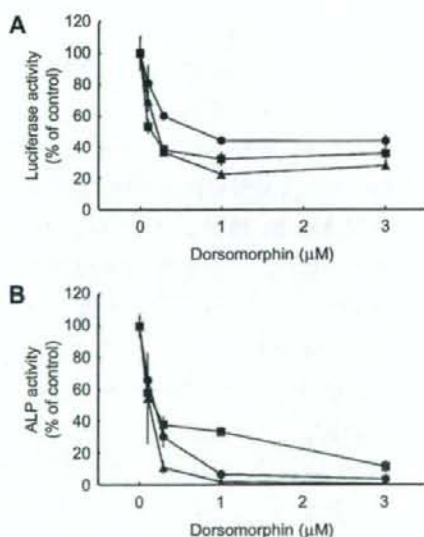 A
120
100
80
60
40
20
0
Luciferase activity
(% of control)
0 1 2 3
Dorsomorphin (μM)
B
120
100
80
60
40
20
0
ALP activity
(% of control)
0 1 2 3
Dorsomorphin (μM)